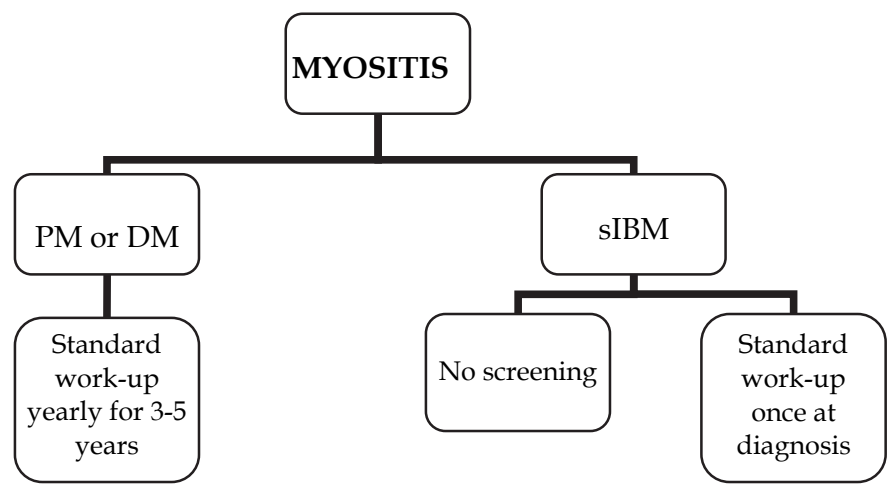 MYOSITIS
PM or DM
sIBM
Standard
work-up
yearly for 3-5
years
No screening
Standard
work-up
once at
diagnosis